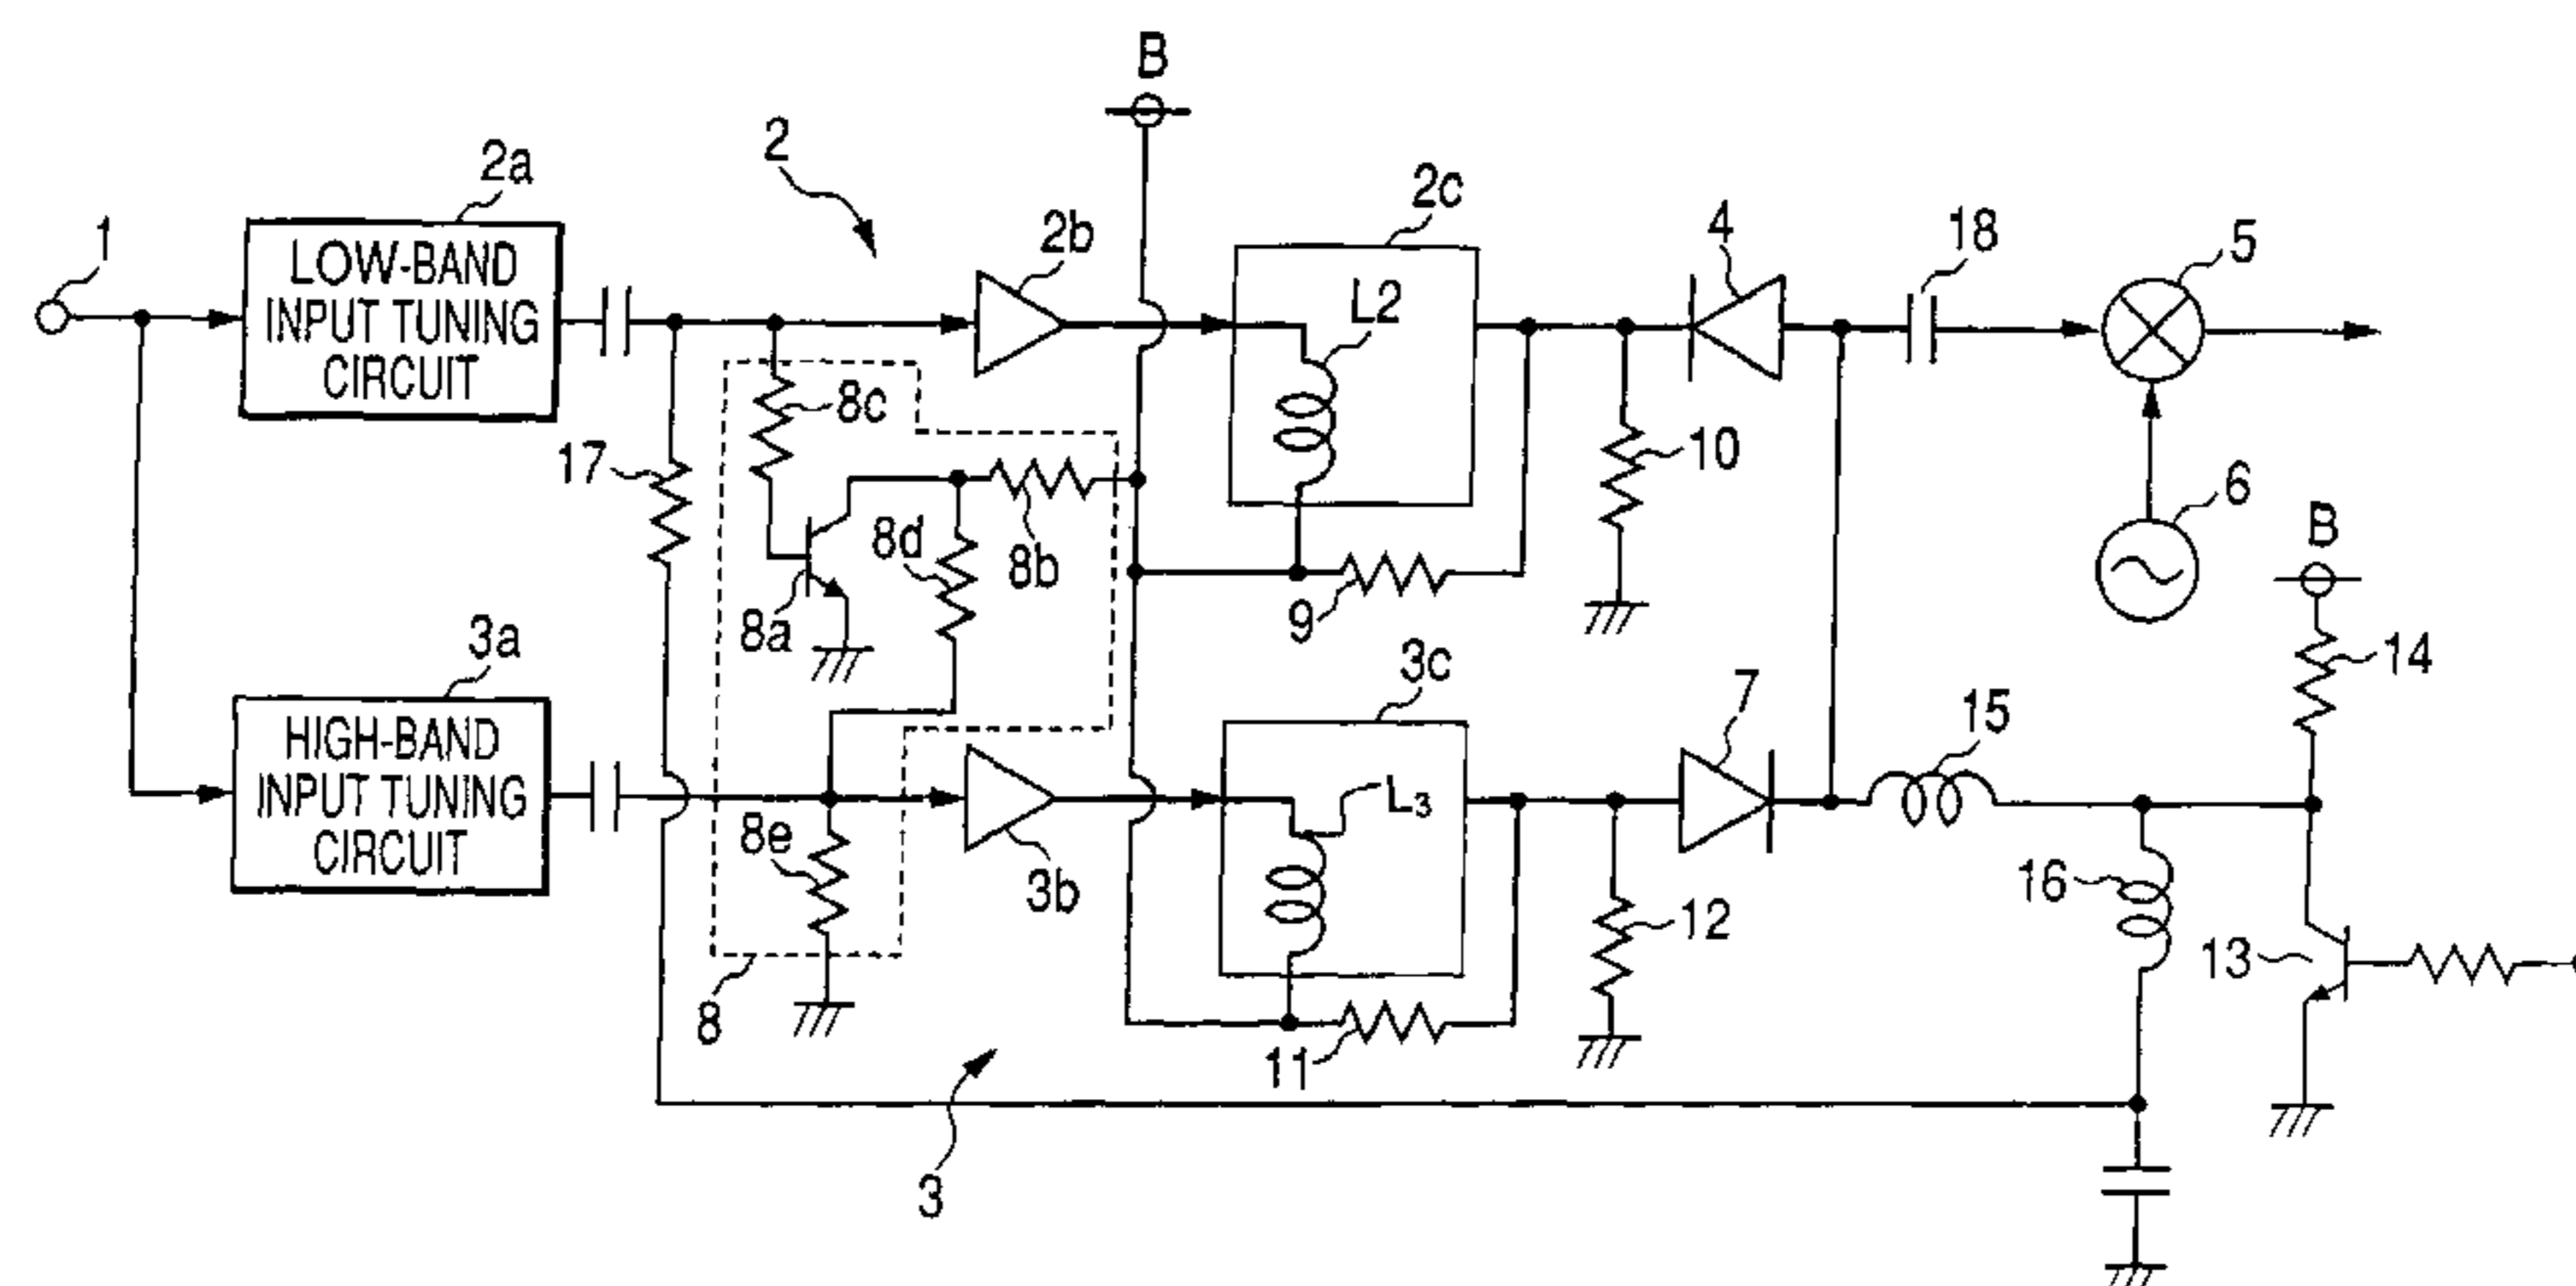 B
2
2a
2c
1
2b
4
18
5
LOW-BAND
INPUT TUNING
CIRCUIT
L2
8c
17
10
6
8d
8b
B
8a
9
3a
3c
7
14
15
HIGH-BAND
INPUT TUNING
CIRCUIT
L3
8e
3b
16
12
13
8
11
3